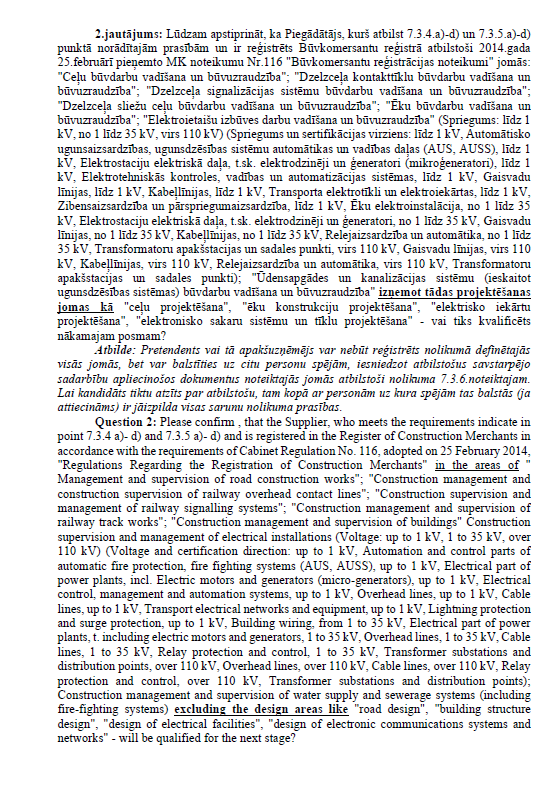 2.jautājums: Lūdzam apstiprināt, ka Piegādātājs, kurš atbilst 7.3.4.a)-d) un 7.3.5.a)-d)
punktā norādītajām prasībām un ir reģistrēts Būvkomersantu reģistrā atbilstoši 2014.gada
25.februārī pieņemto MK noteikumu Nr.116 "Būvkomersantu reģistrācijas noteikumi" jomās:
"Ceļu būvdarbu vadīšana un būvuzraudzība"; "Dzelzceļa kontakttīklu būvdarbu vadīšana un
būvuzraudzība"; "Dzelzceļa signalizācijas sistēmu būvdarbu vadīšana un būvuzraudzība";
"Dzelzceļa sliežu ceļu būvdarbu vadīšana un būvuzraudzība"; "Ēku būvdarbu vadīšana un
būvuzraudzība"; "Elektroietaišu izbūves darbu vadīšana un būvuzraudzība" (Spriegums: līdz 1
kV, no 1 līdz 35 kV, virs 110 kV) (Spriegums un sertifikācijas virziens: līdz 1 kV, Automātisko
ugunsaizsardzības, ugunsdzēsības sistēmu automātikas un vadības daļas (AUS, AUSS), līdz 1
kV, Elektrostaciju elektriskā daļa, t.sk. elektrodzinēji un ģeneratori (mikroģeneratori), līdz 1
kV, Elektrotehniskās kontroles, vadības un automatizācijas sistēmas, līdz 1 kV, Gaisvadu
līnijas, līdz 1 kV, Kabeļlīnijas, līdz 1 kV, Transporta elektrotīkli un elektroiekārtas, līdz 1 kV,
Zibensaizsardzība un pārspriegumaizsardzība, līdz 1 kV, Ēku elektroinstalācija, no 1 līdz 35
kV, Elektrostaciju elektriskā daļa, t.sk. elektrodzinēji un ģeneratori, no 1 līdz 35 kV, Gaisvadu
līnijas, no 1 līdz 35 kV, Kabeļlīnijas, no 1 līdz 35 kV, Relejaizsardzība un automātika, no 1 līdz
35 kV, Transformatoru apakšstacijas un sadales punkti, virs 110 kV, Gaisvadu līnijas, virs 110
kV, Kabeļlīnijas, virs 110 kV, Relejaizsardzība un automātika, virs 110 kV, Transformatoru
apakšstacijas un sadales punkti); "Ūdensapgādes un kanalizācijas sistēmu (ieskaitot
ugunsdzēsības sistēmas) būvdarbu vadīšana un būvuzraudzība" izņemot tādas projektēšanas
jomas kā "ceļu projektēšana", "ēku konstrukciju projektēšana", "elektrisko iekārtu
projektēšana", "elektronisko sakaru sistēmu un tīklu projektēšana" - vai tiks kvalificēts
nākamajam posmam?
Atbilde: Pretendents vai tā apakšuzņēmējs var nebūt reģistrēts nolikumā definētajās
visās jomās, bet var balstīties uz citu personu spējām, iesniedzot atbilstošus savstarpējo
sadarbību apliecinošos dokumentus noteiktajās jomās atbilstoši nolikuma 7.3.6.noteiktajam.
Lai kandidāts tiktu atzīts par atbilstošu, tam kopā ar personām uz kura spējām tas balstās (ja
attiecināms) ir jāizpilda visas sarunu nolikuma prasības.
Question 2: Please confirm , that the Supplier, who meets the requirements indicate in
point 7.3.4 a)- d) and 7.3.5 a)- d) and is registered in the Register of Construction Merchants in
accordance with the requirements of Cabinet Regulation No. 116, adopted on 25 February 2014,
"Regulations Regarding the Registration of Construction Merchants" in the areas of "
Management and supervision of road construction works"; "Construction management and
construction supervision of railway overhead contact lines"; "Construction supervision and
management of railway signalling systems"; "Construction management and supervision of
railway track works"; "Construction management and supervision of buildings" Construction
supervision and management of electrical installations (Voltage: up to 1 kV, 1 to 35 kV, over
110 kV) (Voltage and certification direction: up to 1 kV, Automation and control parts of
automatic fire protection, fire fighting systems (AUS, AUSS), up to 1 kV, Electrical part of
power plants, incl. Electric motors and generators (micro-generators), up to 1 kV, Electrical
control, management and automation systems, up to 1 kV, Overhead lines, up to 1 kV, Cable
lines, up to 1 kV, Transport electrical networks and equipment, up to 1 kV, Lightning protection
and surge protection, up to 1 kV, Building wiring, from 1 to 35 kV, Electrical part of power
plants, t. including electric motors and generators, 1 to 35 kV, Overhead lines, 1 to 35 kV, Cable
lines, 1 to 35 kV, Relay protection and control, 1 to 35 kV, Transformer substations and
distribution points, over 110 kV, Overhead lines, over 110 kV, Cable lines, over 110 kV, Relay
protection and control, over 110 kV, Transformer substations and distribution points);
Construction management and supervision of water supply and sewerage systems (including
fire-fighting systems) excluding the design areas like "road design", "building structure
design", "design of electrical facilities", "design of electronic communications systems and
networks" - will be qualified for the next stage?